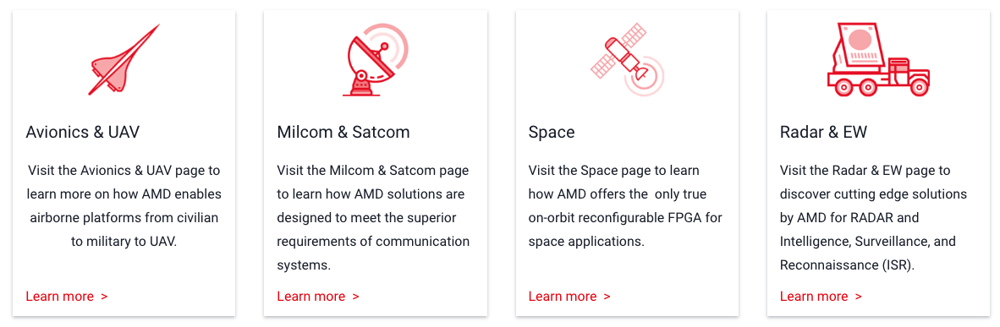 Avionics & UAV
Visit the Avionics & UAV page to
learn more on how AMD enables
airborne platforms from civilian
to military to UAV.
Learn more >
Milcom & Satcom
Visit the Milcom & Satcom page
to learn how AMD solutions are
designed to meet the superior
requirements of communication
systems.
Learn more >
Space
Visit the Space page to learn
how AMD offers the  only true
on-orbit reconfigurable FPGA for
space applications.
Learn more >
Radar & EW
Visit the Radar & EW page to
discover cutting edge solutions
by AMD for RADAR and
Intelligence, Surveillance, and
Reconnaissance (ISR).
Learn more >